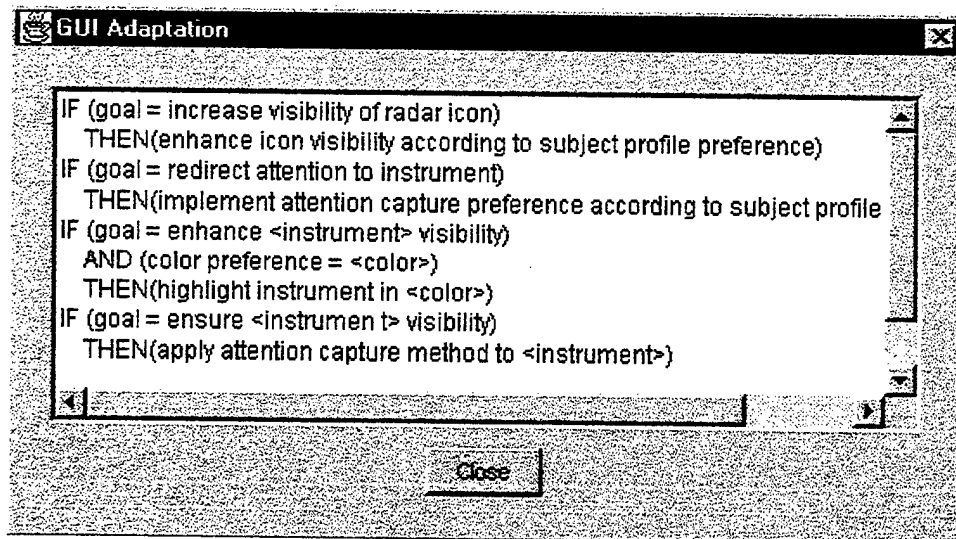 GUI Adaptation
IF (goal = increase visibility of radar icon)
THEN(enhance icon visibility according to subject profile preference)
IF (goal = redirect attention to instrument)
THEN(implement attention capture preference according to subject profile
IF (goal = enhance <instrument> visibility)
AND (color preference = <color>)
THEN(highlight instrument in <color>)
IF (goal = ensure <instrumen t> visibility)
THEN(apply attention capture method to <instrument>)
Close